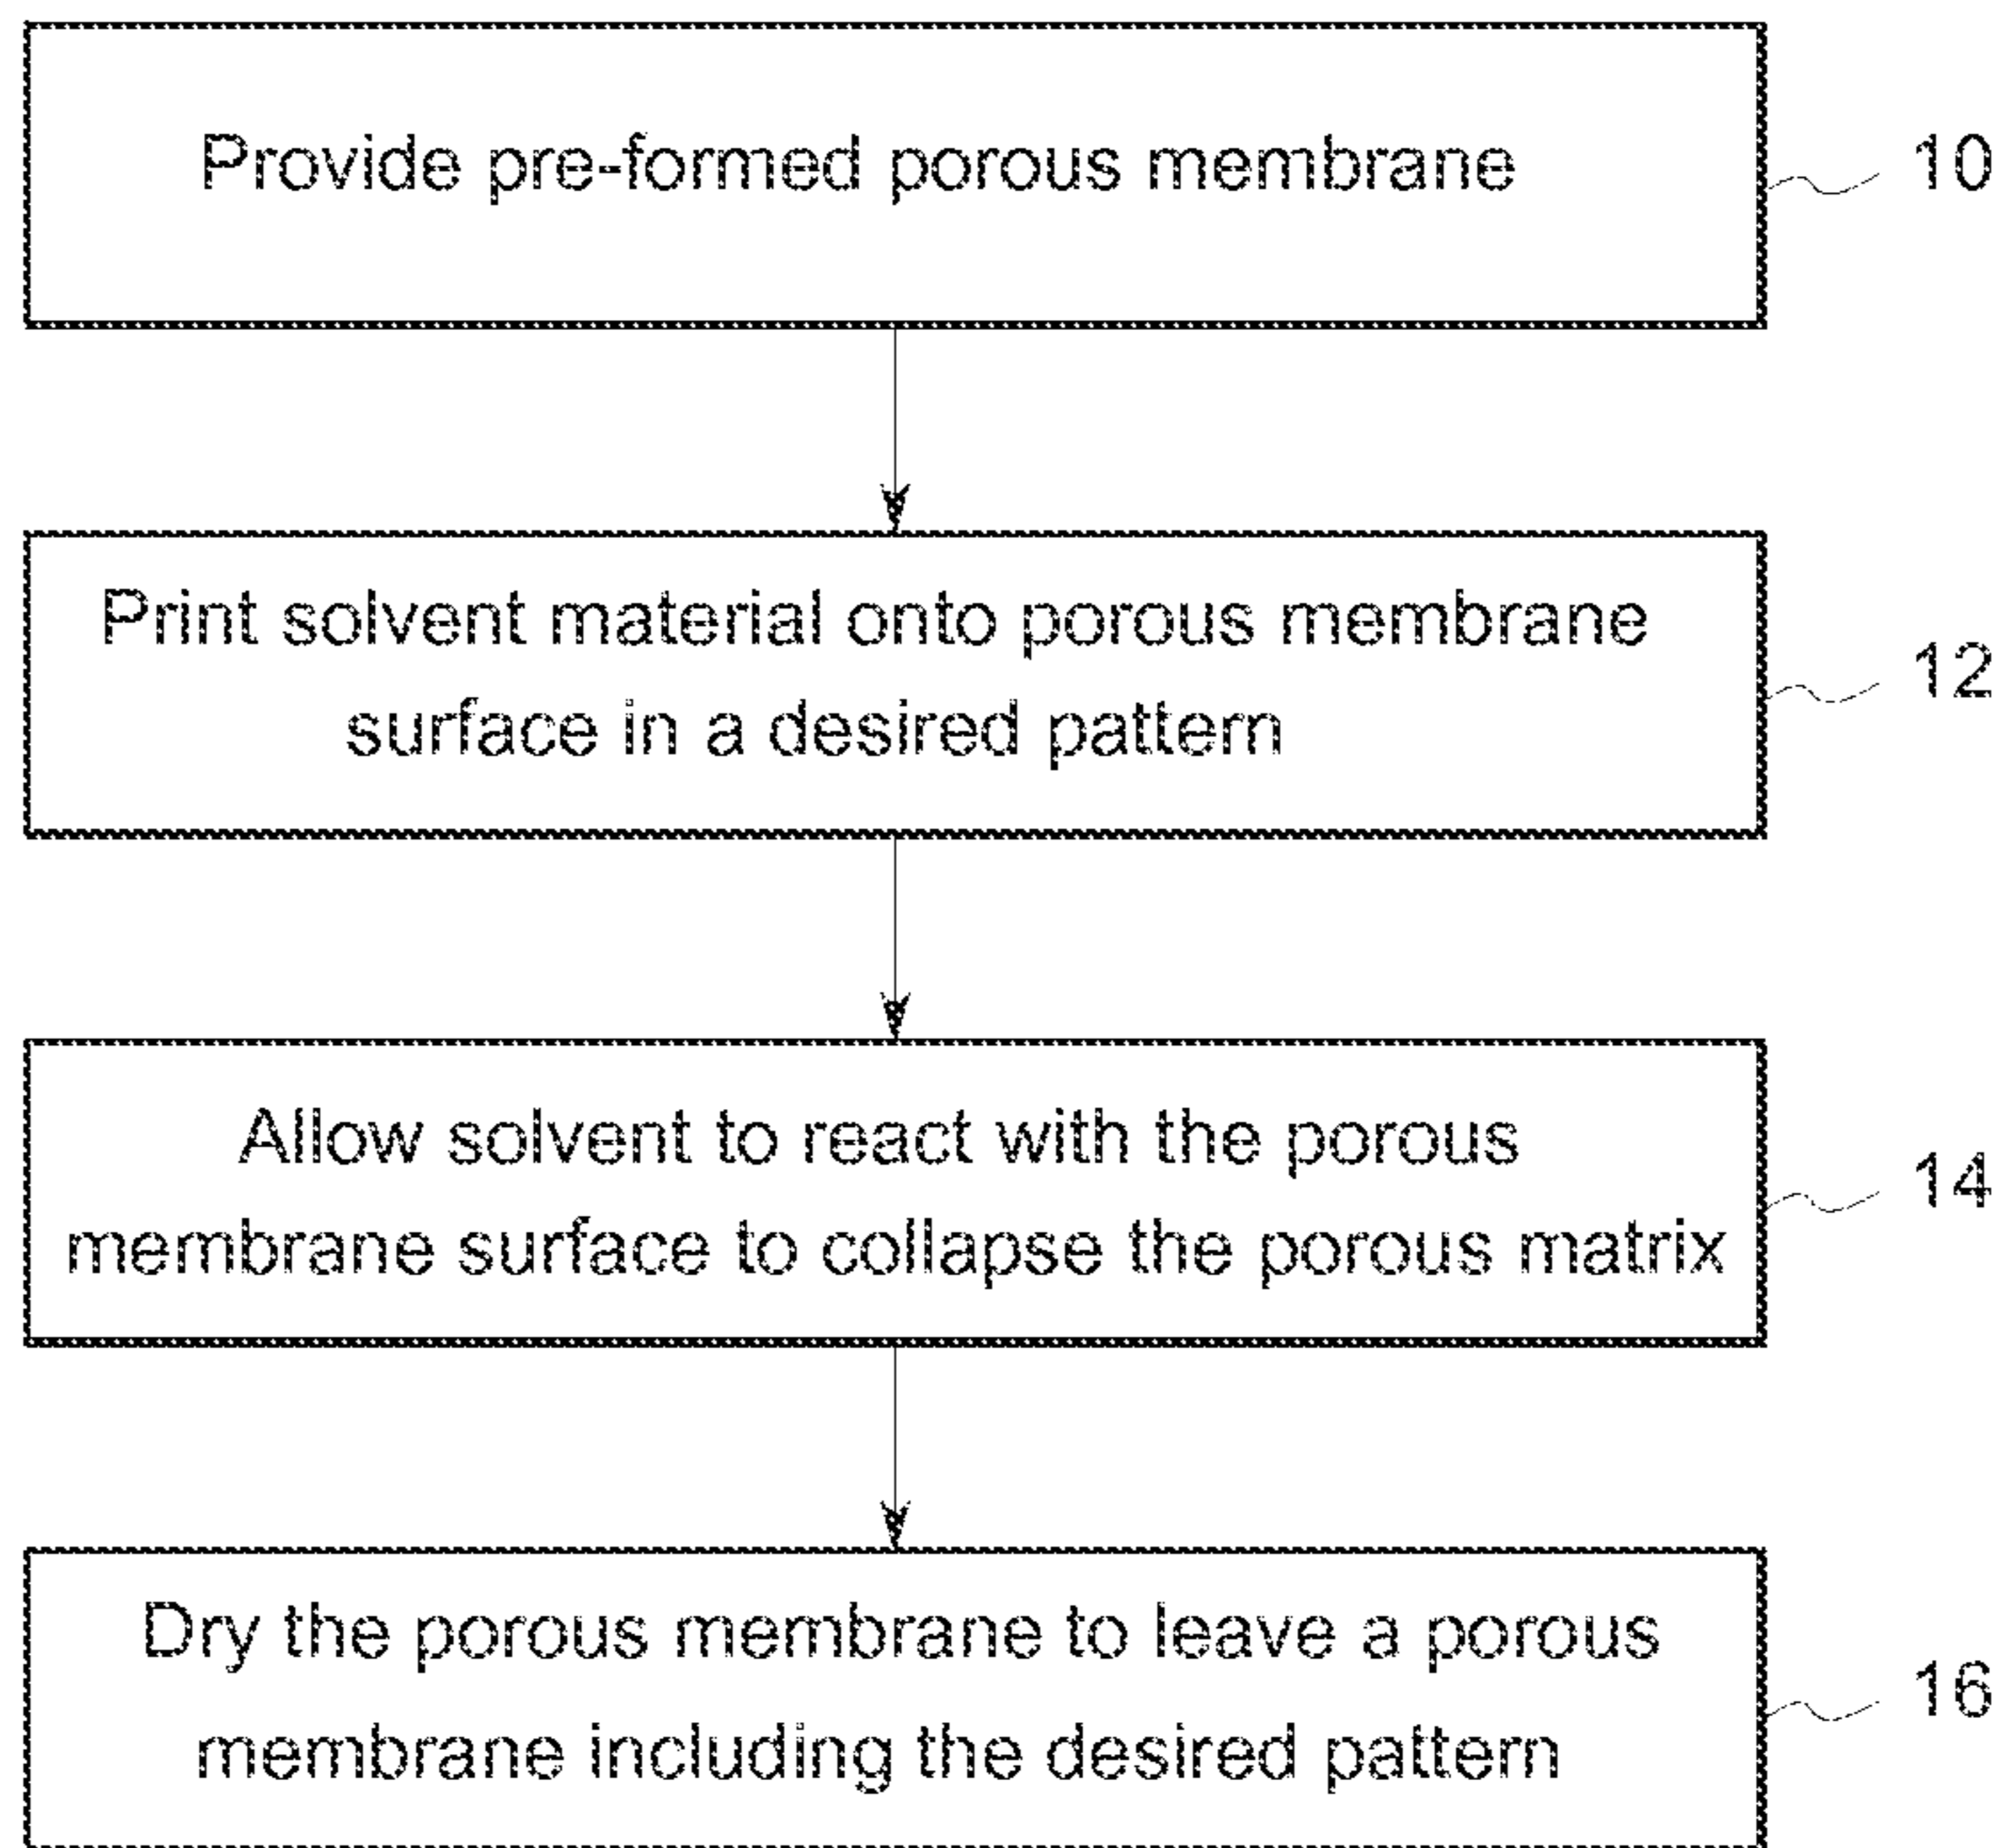 Provide pre-formed porous membrane
10
Print solvent material onto porous membrane
surface in a desired pattern
12
Allow solvent to react with the porous
membrane surface to collapse the porous matrix
14
Dry the porous membrane to leave a porous
membrane including the desired pattern
16